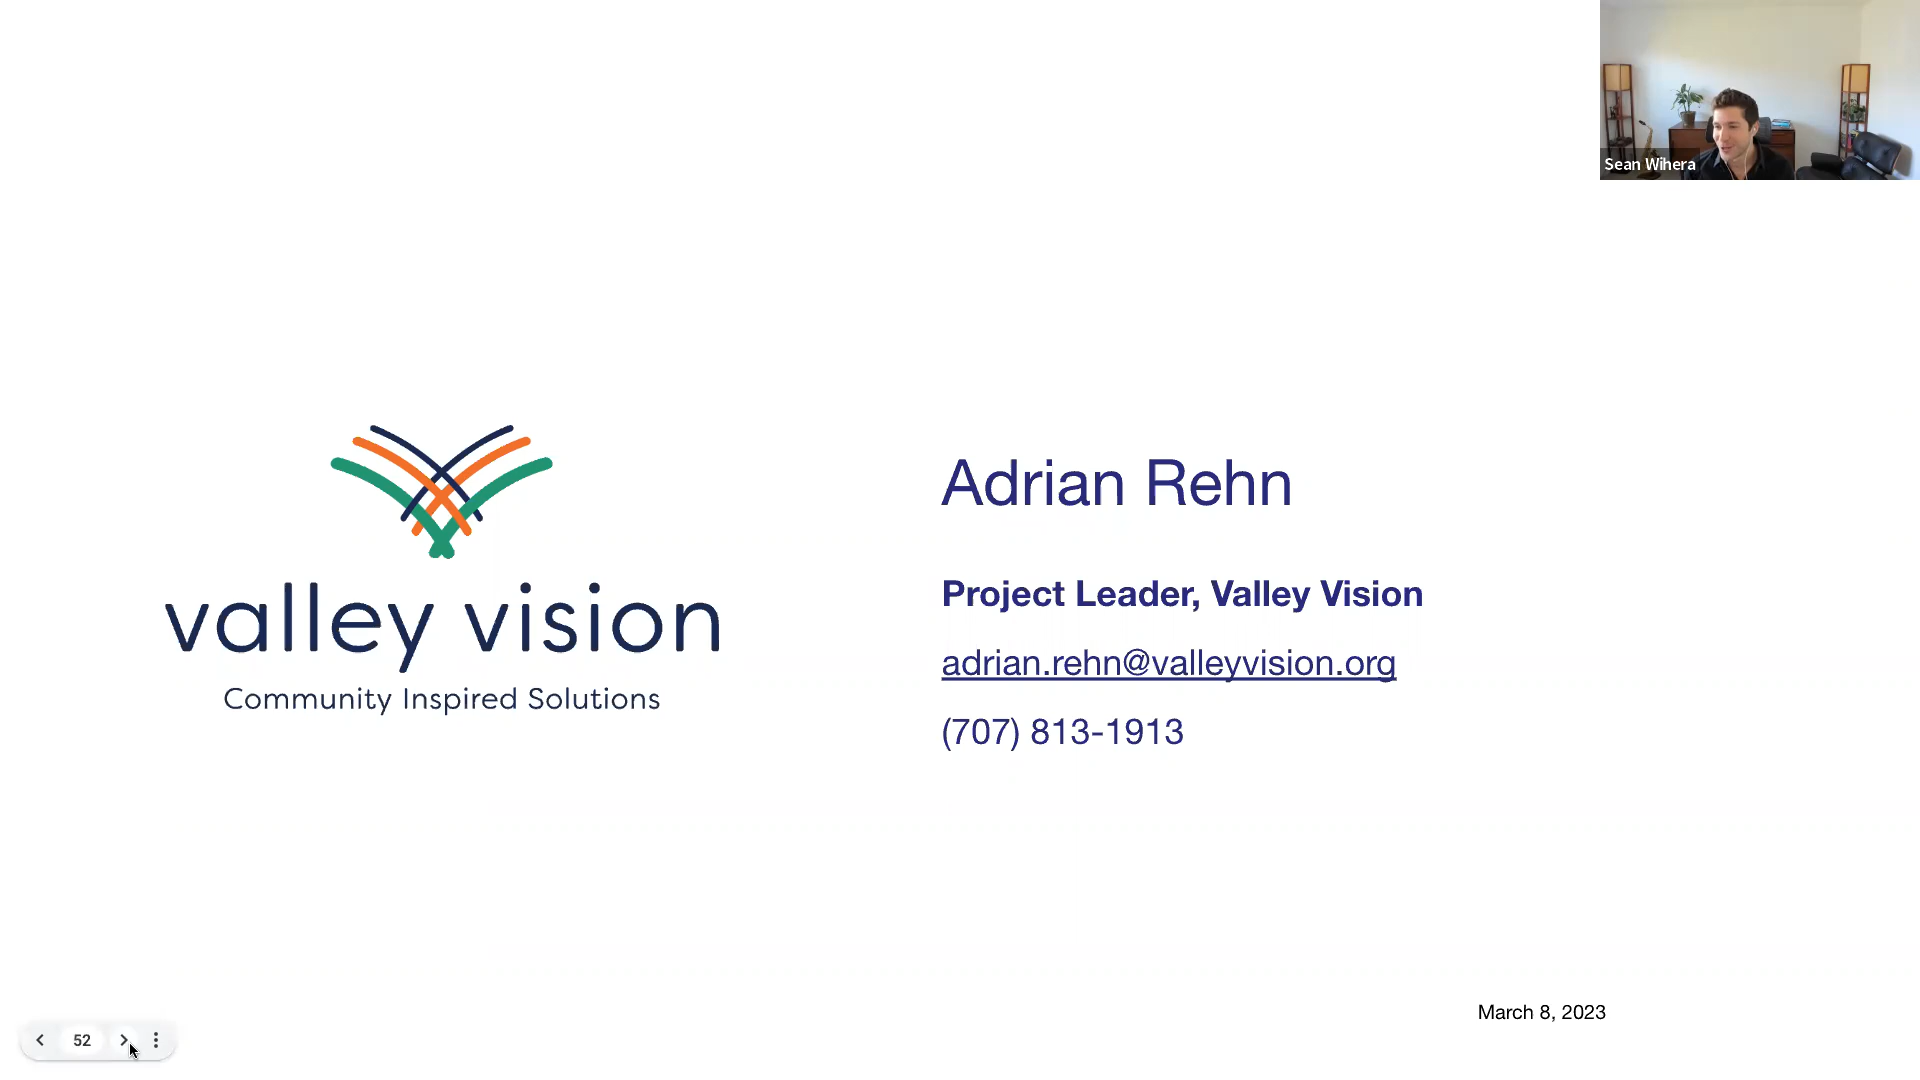 Sean Wihera
valley vision
Community Inspired Solutions
Adrian Rehn
Project Leader, Valley Vision
adrian.rehn@valleyvision.org
(707) 813-1913
March 8, 2023
52